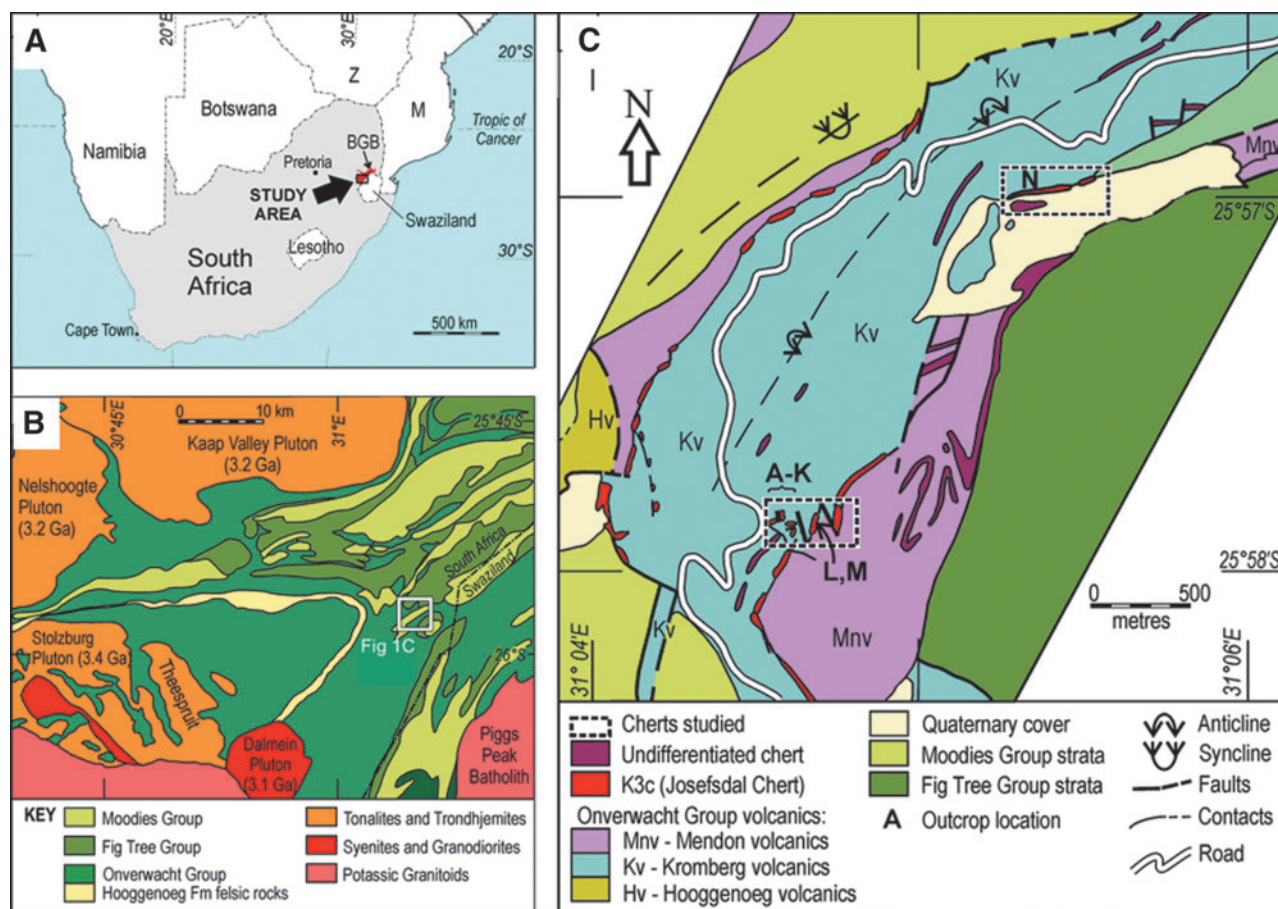 A
20°E
30°E
20°S
Z
Botswana
M
Tropic of
Cancer
Namibia
BGB
Pretoria
STUDY
AREA
Swaziland
Lesotho
30°S
South
Africa
Cape Town
500 km
B
30°45'E
0 10 km
31°E
25°45'S
Kaap Valley Pluton
(3.2 Ga)
Nelshoogte
Pluton
(3.2 Ga)
South Africa
Swaziland
Fig 1C
Stolzburg
Pluton (3.4 Ga)
Theespruit
26°S
Dalmein
Pluton
(3.1 Ga)
Piggs
Peak
Batholith
KEY
Moodies Group
Fig Tree Group
Onverwacht Group
Hooggenoeg Fm felsic rocks
Tonalites and Trondhjemites
Syenites and Granodiorites
Potassic Granitoids
C
N
Kv
Mnv
N
25°57'S
Kv
Hv
Kv
A-K
L,M
25°58'S
Kv
Mnv
0 500
metres
31° 04'E
31°06'E
Cherts studied
Undifferentiated chert
K3c (Josefsdal Chert)
Onverwacht Group volcanics:
Mnv - Mendon volcanics
Kv - Kromberg volcanics
Hv - Hooggenoeg volcanics
Quaternary cover
Moodies Group strata
Fig Tree Group strata
A Outcrop location
Anticline
Syncline
Faults
Contacts
Road